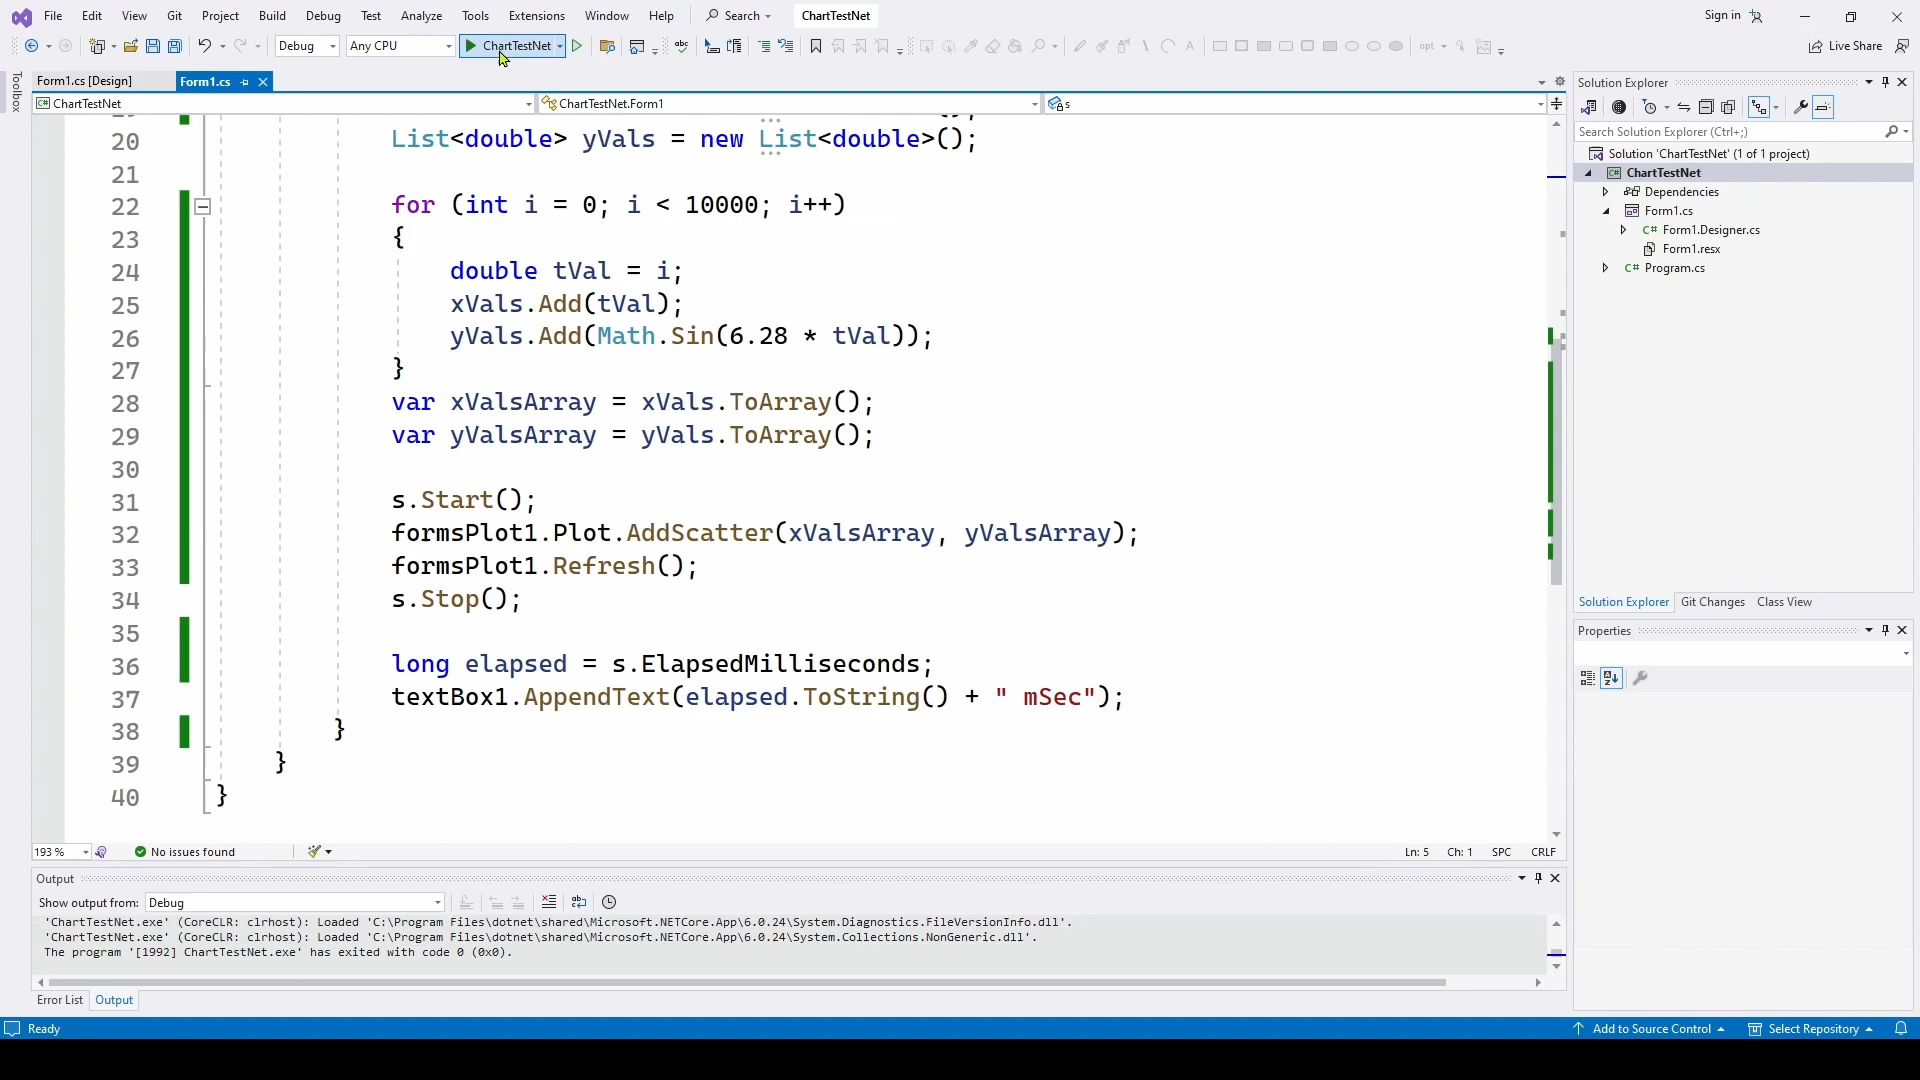 File Edit View Git Project Build Debug Test Analyze Tools Extensions Window Help Search ChartTestNet Sign in
Debug Any CPU ChartTestNet Live Share
Toolbox
Form1.cs [Design] Form1.cs
ChartTestNet ChartTestNet.Form1 s
20 List<double> yVals = new List<double>();
21
22 for (int i = 0; i < 10000; i++)
23 {
24 double tVal = i;
25 xVals.Add(tVal);
26 yVals.Add(Math.Sin(6.28 * tVal));
27 }
28 var xValsArray = xVals.ToArray();
29 var yValsArray = yVals.ToArray();
30
31 s.Start();
32 formsPlot1.Plot.AddScatter(xValsArray, yValsArray);
33 formsPlot1.Refresh();
34 s.Stop();
35
36 long elapsed = s.ElapsedMilliseconds;
37 textBox1.AppendText(elapsed.ToString() + " mSec");
38 }
39 }
40 }
193 % No issues found Ln: 5 Ch: 1 SPC CRLF
Output
Show output from: Debug
'ChartTestNet.exe' (CoreCLR: clrhost): Loaded 'C:\Program Files\dotnet\shared\Microsoft.NETCore.App\6.0.24\System.Diagnostics.FileVersionInfo.dll'.
'ChartTestNet.exe' (CoreCLR: clrhost): Loaded 'C:\Program Files\dotnet\shared\Microsoft.NETCore.App\6.0.24\System.Collections.NonGeneric.dll'.
The program '[1992] ChartTestNet.exe' has exited with code 0 (0x0).
Error List Output
Solution Explorer
Search Solution Explorer (Ctrl+;)
Solution 'ChartTestNet' (1 of 1 project)
C# ChartTestNet
Dependencies
Form1.cs
C# Form1.Designer.cs
Form1.resx
C# Program.cs
Solution Explorer Git Changes Class View
Properties
Ready Add to Source Control Select Repository